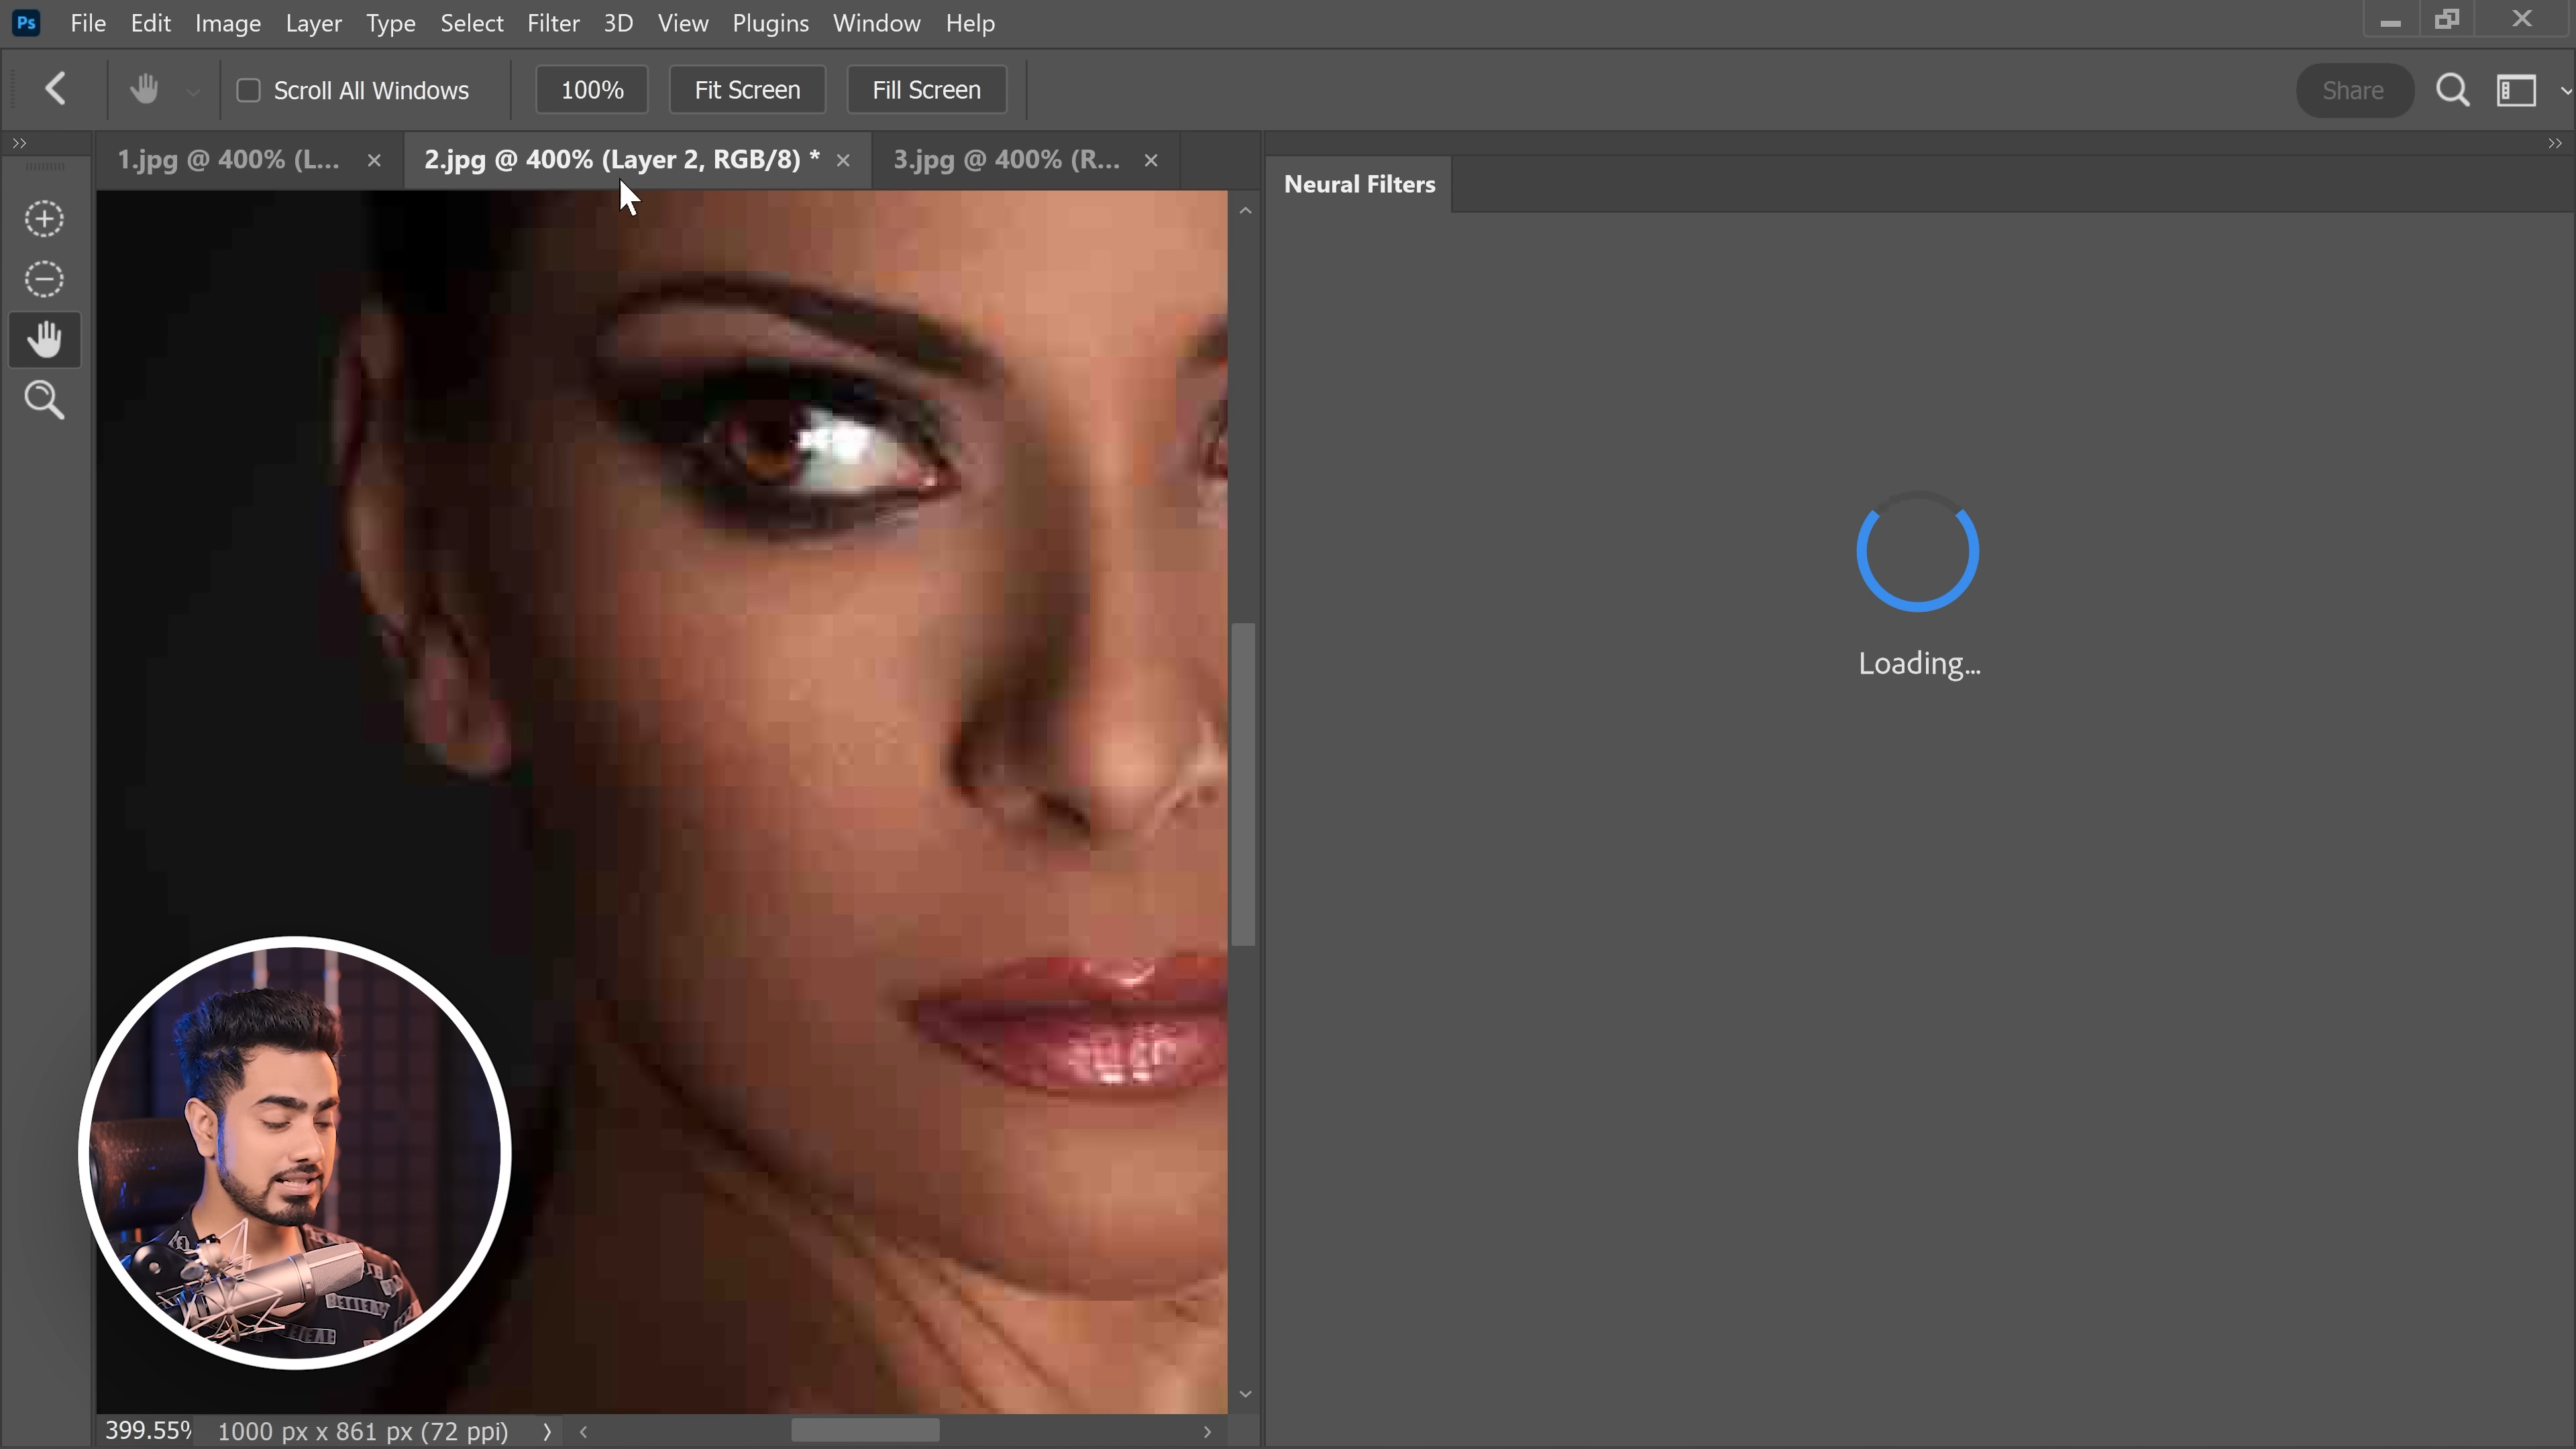 Ps File Edit Image Layer Type Select Filter 3D View Plugins Window Help
Scroll All Windows 100% Fit Screen Fill Screen Share
1.jpg @ 400% (L... × 2.jpg @ 400% (Layer 2, RGB/8) * × 3.jpg @ 400% (R... ×
Neural Filters
Loading...
399.55% 1000 px x 861 px (72 ppi)